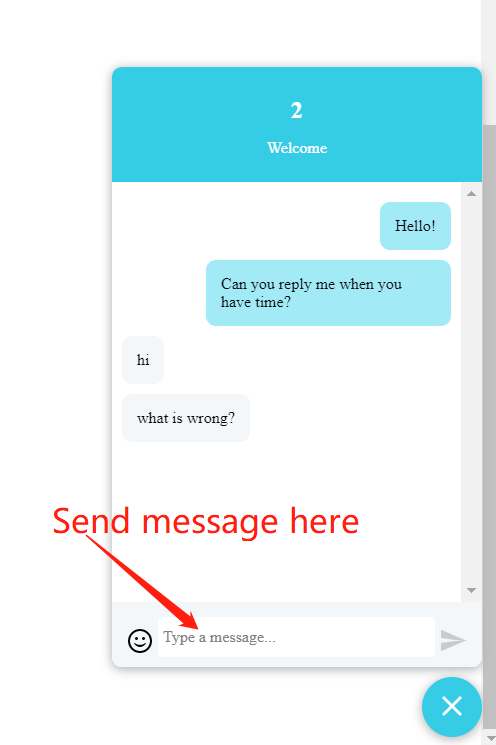 2
Welcome
Hello!
Can you reply me when you
have time?
hi
what is wrong?
Send message here
Type a message...